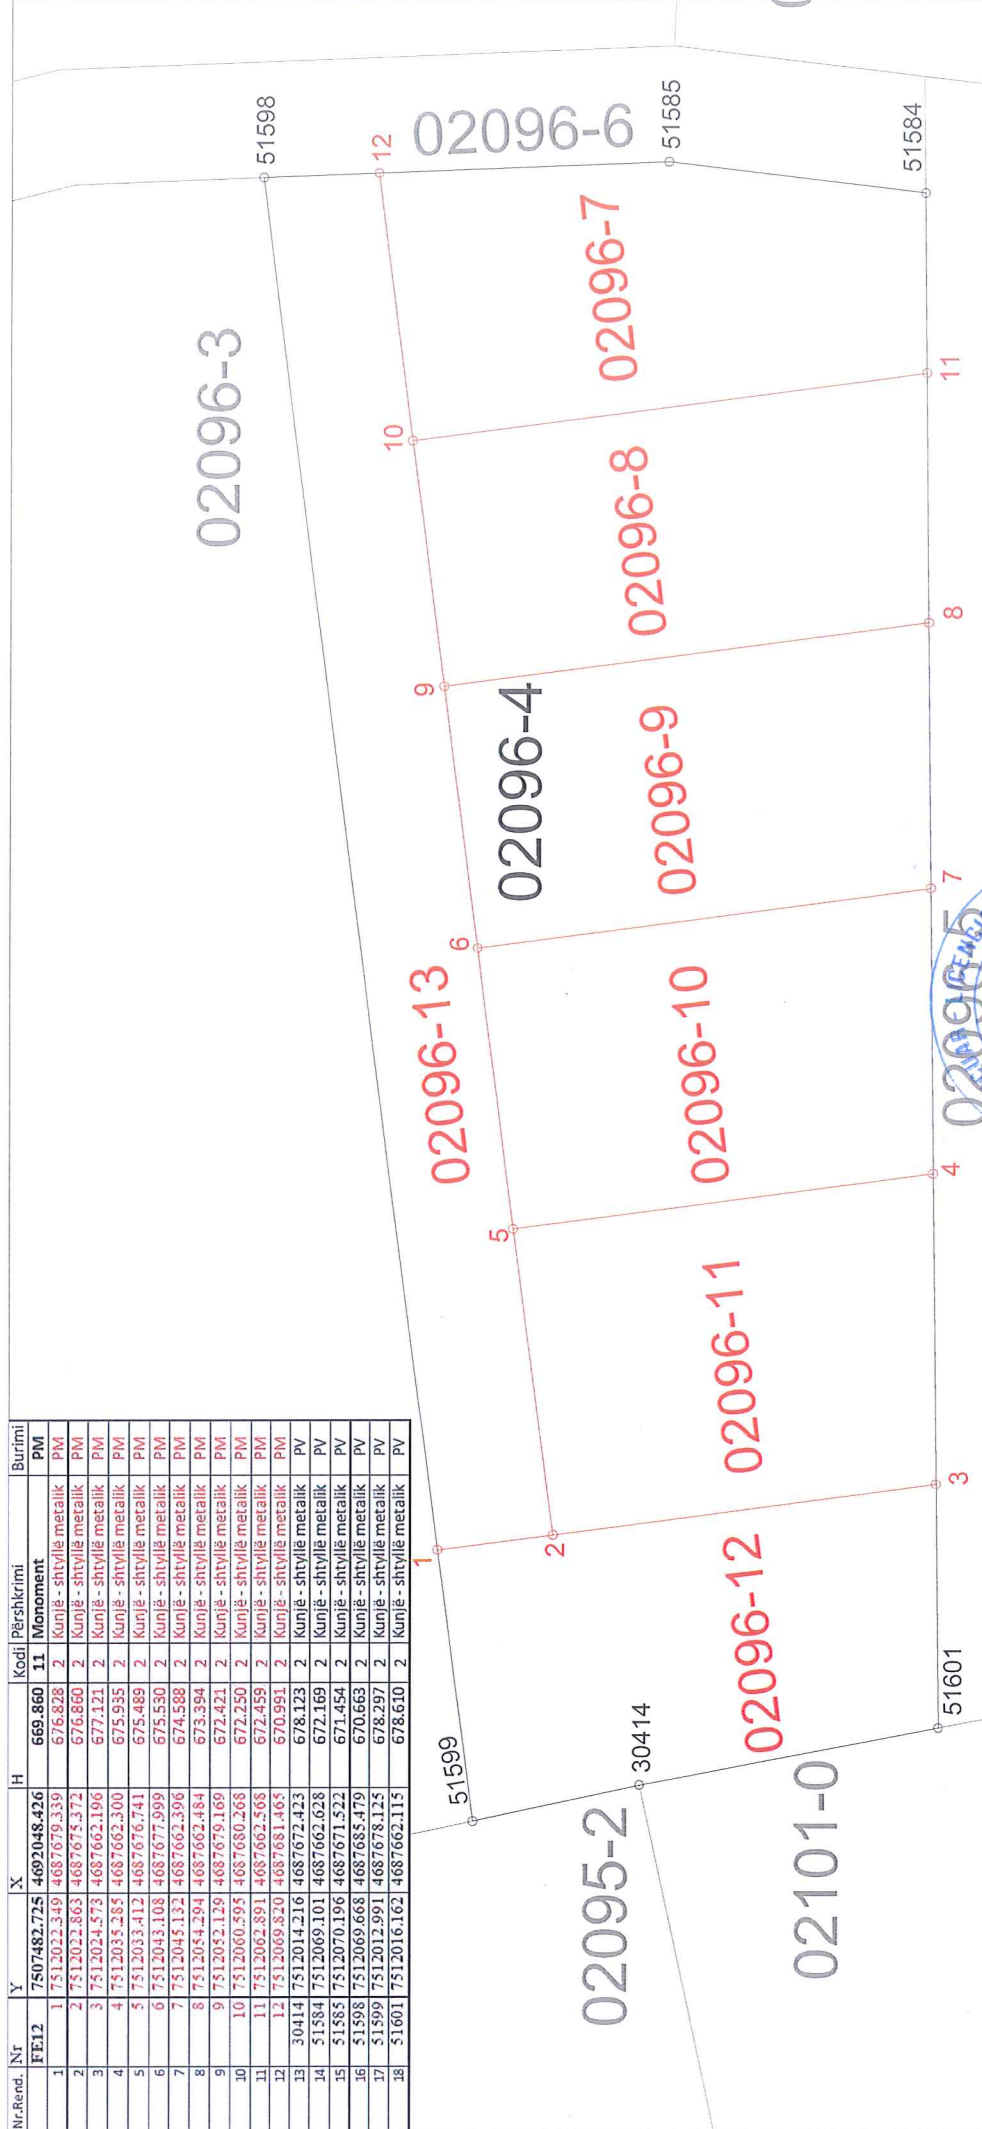 Nr.Rend. Nr Y X H Kodi Përshkrimi Burimi
FE12 7507482.725 4692048.426 669.860 11 Monoment PM
1 1 7512022.349 4687679.339 676.828 2 Kunjë - shtyllë metalik PM
2 2 7512022.863 4687675.372 676.860 2 Kunjë - shtyllë metalik PM
3 3 7512024.573 4687662.196 677.121 2 Kunjë - shtyllë metalik PM
4 4 7512035.285 4687662.300 675.935 2 Kunjë - shtyllë metalik PM
5 5 7512033.412 4687676.741 675.489 2 Kunjë - shtyllë metalik PM
6 6 7512043.108 4687677.999 675.530 2 Kunjë - shtyllë metalik PM
7 7 7512045.132 4687662.396 674.588 2 Kunjë - shtyllë metalik PM
8 8 7512054.294 4687662.484 673.394 2 Kunjë - shtyllë metalik PM
9 9 7512052.129 4687679.169 672.421 2 Kunjë - shtyllë metalik PM
10 10 7512060.595 4687680.268 672.250 2 Kunjë - shtyllë metalik PM
11 11 7512062.891 4687662.568 672.459 2 Kunjë - shtyllë metalik PM
12 12 7512069.820 4687681.465 670.991 2 Kunjë - shtyllë metalik PM
13 30414 7512014.216 4687672.423 678.123 2 Kunjë - shtyllë metalik PV
14 51584 7512069.101 4687662.628 672.169 2 Kunjë - shtyllë metalik PV
15 51585 7512070.196 4687671.522 671.454 2 Kunjë - shtyllë metalik PV
16 51598 7512069.668 4687685.479 670.663 2 Kunjë - shtyllë metalik PV
17 51599 7512012.991 4687678.125 678.297 2 Kunjë - shtyllë metalik PV
18 51601 7512016.162 4687662.115 678.610 2 Kunjë - shtyllë metalik PV
02096-3
51598
12
02096-6
10
9
02096-13
6
1
51599
5
02096-4
2
02095-2
30414
02096-7
51585
02096-8
02096-9
02096-10
02096-11
02096-12
02101-0
51601
3
4
02096-5
7
8
11
51584